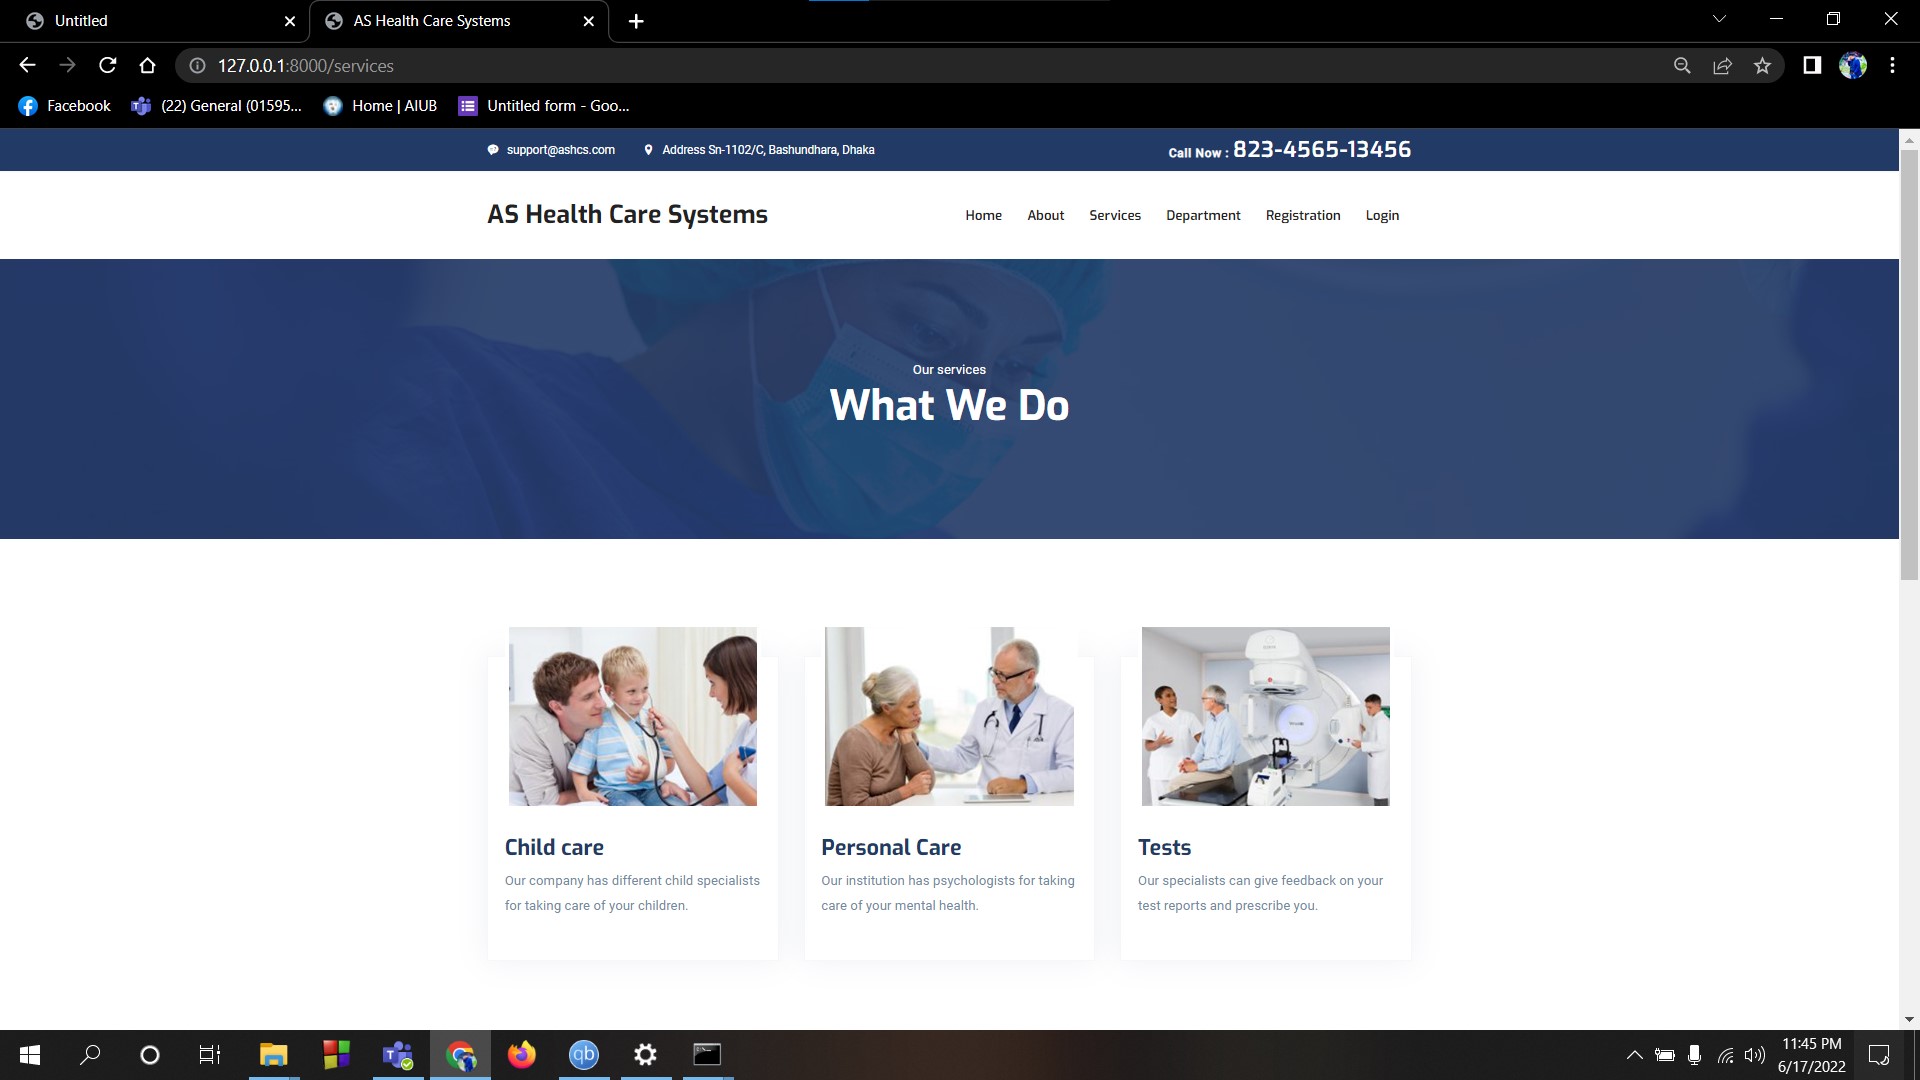 Untitled
AS Health Care Systems
127.0.0.1:8000/services
Facebook
(22) General (01595...
Home | AIUB
Untitled form - Goo...
support@ashcs.com
Address Sn-1102/C, Bashundhara, Dhaka
Call Now : 823-4565-13456
AS Health Care Systems
Home
About
Services
Department
Registration
Login
Our services
What We Do
Child care
Our company has different child specialists
for taking care of your children.
Personal Care
Our institution has psychologists for taking
care of your mental health.
Tests
Our specialists can give feedback on your
test reports and prescribe you.
qb
11:45 PM
6/17/2022